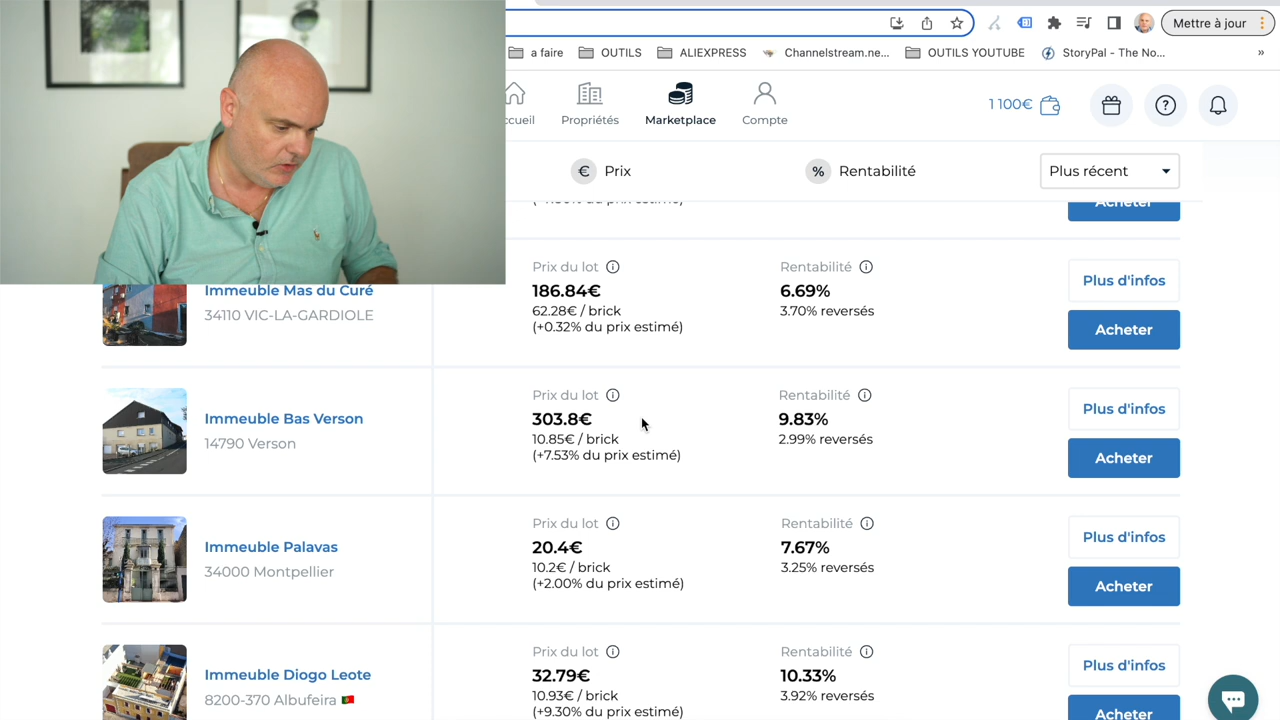 Mettre à jour
a faire
OUTILS
ALIEXPRESS
Channelstream.ne...
OUTILS YOUTUBE
StoryPal - The No...
»
ccueil
Propriétés
Marketplace
Compte
1 100€
€ Prix
% Rentabilité
Plus récent
Acheter
Immeuble Mas du Curé
34110 VIC-LA-GARDIOLE
Prix du lot
186.84€
62.28€ / brick
(+0.32% du prix estimé)
Rentabilité
6.69%
3.70% reversés
Plus d'infos
Acheter
Immeuble Bas Verson
14790 Verson
Prix du lot
303.8€
10.85€ / brick
(+7.53% du prix estimé)
Rentabilité
9.83%
2.99% reversés
Plus d'infos
Acheter
Immeuble Palavas
34000 Montpellier
Prix du lot
20.4€
10.2€ / brick
(+2.00% du prix estimé)
Rentabilité
7.67%
3.25% reversés
Plus d'infos
Acheter
Immeuble Diogo Leote
8200-370 Albufeira
Prix du lot
32.79€
10.93€ / brick
(+9.30% du prix estimé)
Rentabilité
10.33%
3.92% reversés
Plus d'infos
Acheter